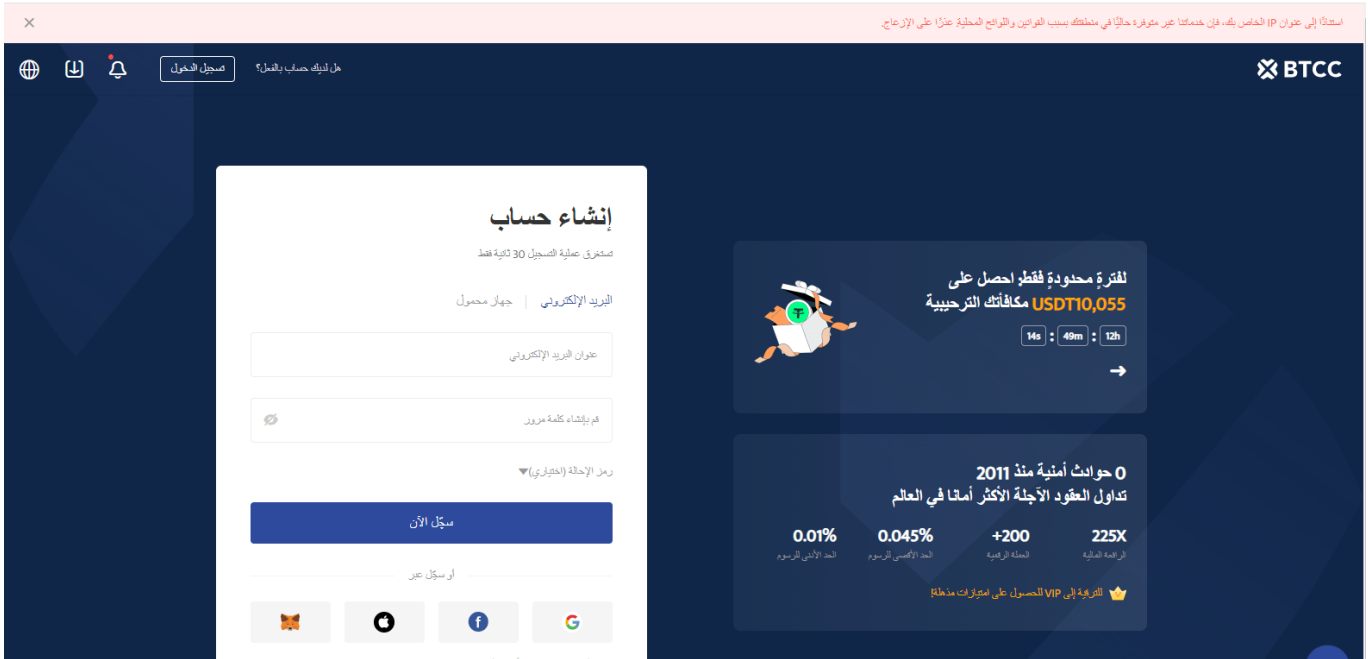 استنادًا إلى عنوان IP الخاص بك، فإن خدماتنا غير متوفرة حاليًا في منطقتك بسبب القوانين واللوائح المحلية. عذرًا على الإزعاج.
BTCC
هل لديك حساب بالفعل؟
تسجيل الدخول
لفترةٍ محدودةٍ فقط، احصل على
USDT10,055 مكافأتك الترحيبية
12h : 49m : 14s
0 حوادث أمنية منذ 2011
تداول العقود الآجلة الأكثر أمانا في العالم
225X
الرافعة المالية
200+
العملة الرقمية
0.045%
الحد الأقصى للرسوم
0.01%
الحد الأدنى للرسوم
للترقية إلى VIP للحصول على امتيازات مذهلة!
إنشاء حساب
تستغرق عملية التسجيل 30 ثانية فقط
البريد الإلكتروني | جهاز محمول
عنوان البريد الإلكتروني
قم بإنشاء كلمة مرور
رمز الإحالة (اختياري)
سجّل الآن
أو سجّل عبر